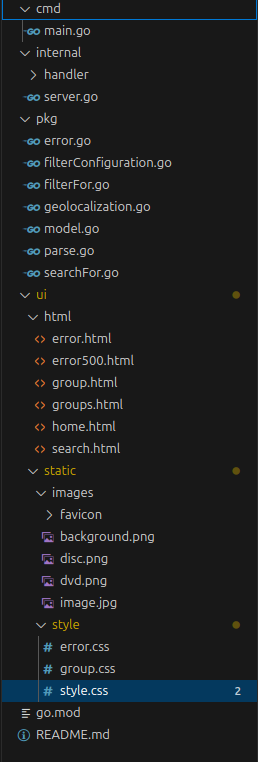 cmd
main.go
internal
handler
server.go
pkg
error.go
filterConfiguration.go
filterFor.go
geolocalization.go
model.go
parse.go
searchFor.go
ui
html
error.html
error500.html
group.html
groups.html
home.html
search.html
static
images
favicon
background.png
disc.png
dvd.png
image.jpg
style
error.css
group.css
style.css 2
go.mod
README.md